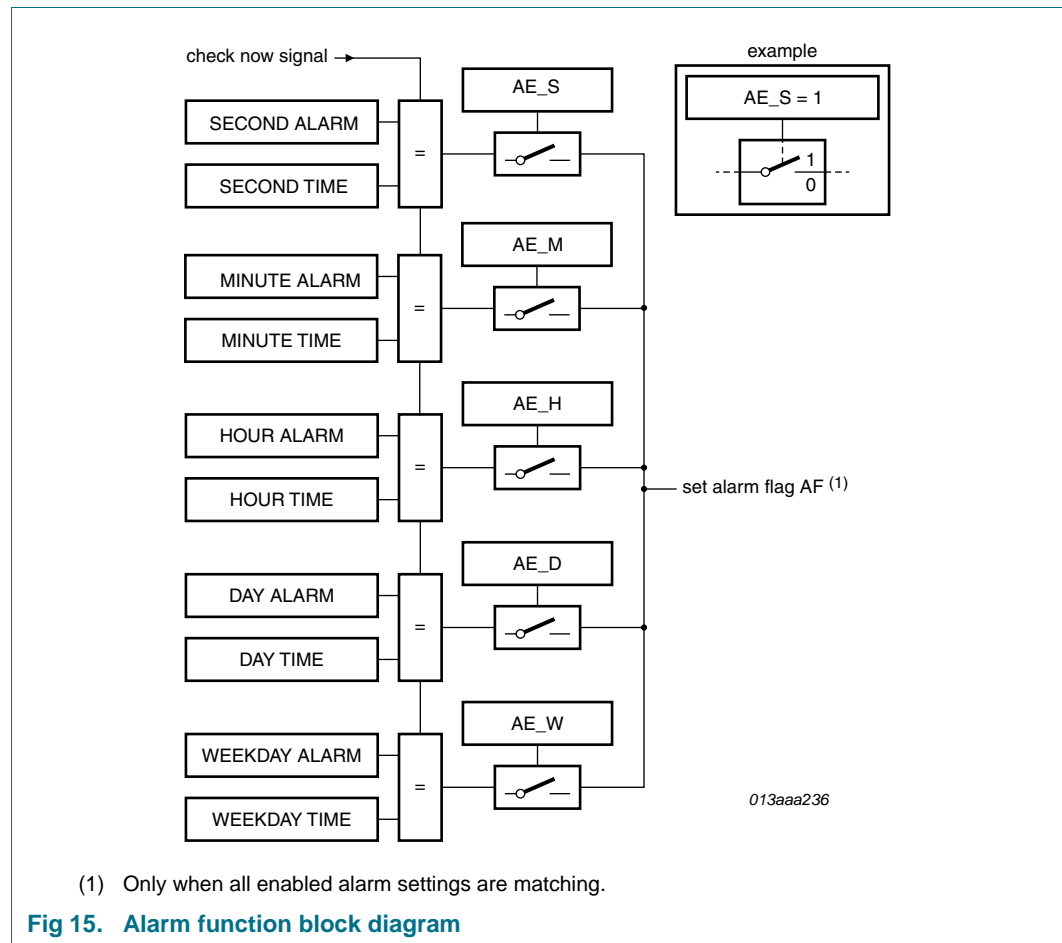 check now signal
example
AE_S
AE_S = 1
SECOND ALARM
=
1
0
SECOND TIME
AE_M
MINUTE ALARM
=
MINUTE TIME
AE_H
HOUR ALARM
=
set alarm flag AF (1)
HOUR TIME
AE_D
DAY ALARM
=
DAY TIME
AE_W
WEEKDAY ALARM
=
013aaa236
WEEKDAY TIME
(1) Only when all enabled alarm settings are matching.
Fig 15. Alarm function block diagram